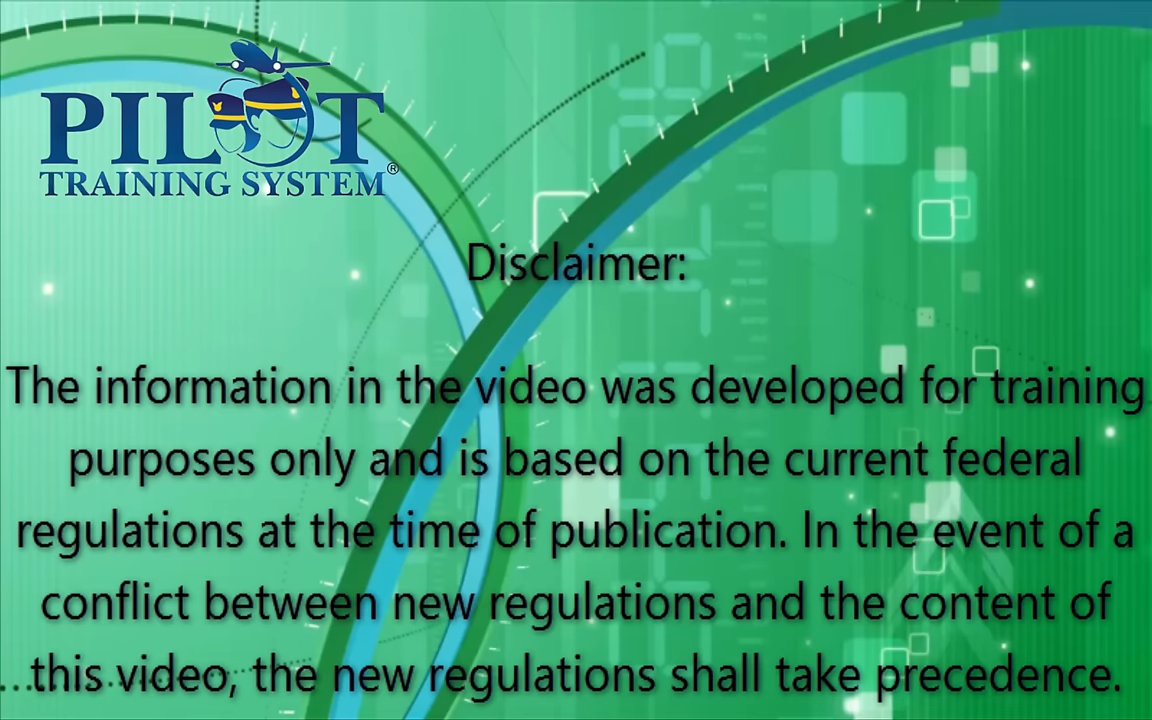 PILOT
TRAINING SYSTEM®
Disclaimer:
The information in the video was developed for training
purposes only and is based on the current federal
regulations at the time of publication. In the event of a
conflict between new regulations and the content of
this video, the new regulations shall take precedence.